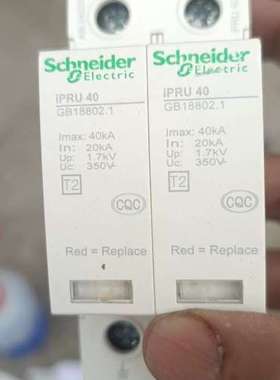 Schneider
Electric
IPRU 40
GB18802.1
Imax: 40kA
In: 20kA
Up: 1.7kV
Uc: 350V~
T2
CQC
Red = Replace
Schneider
Electric
IPRU 40
GB18802.1
Imax: 40kA
In: 20kA
Up: 1.7kV
Uc: 350V~
T2
CQC
Red = Replace